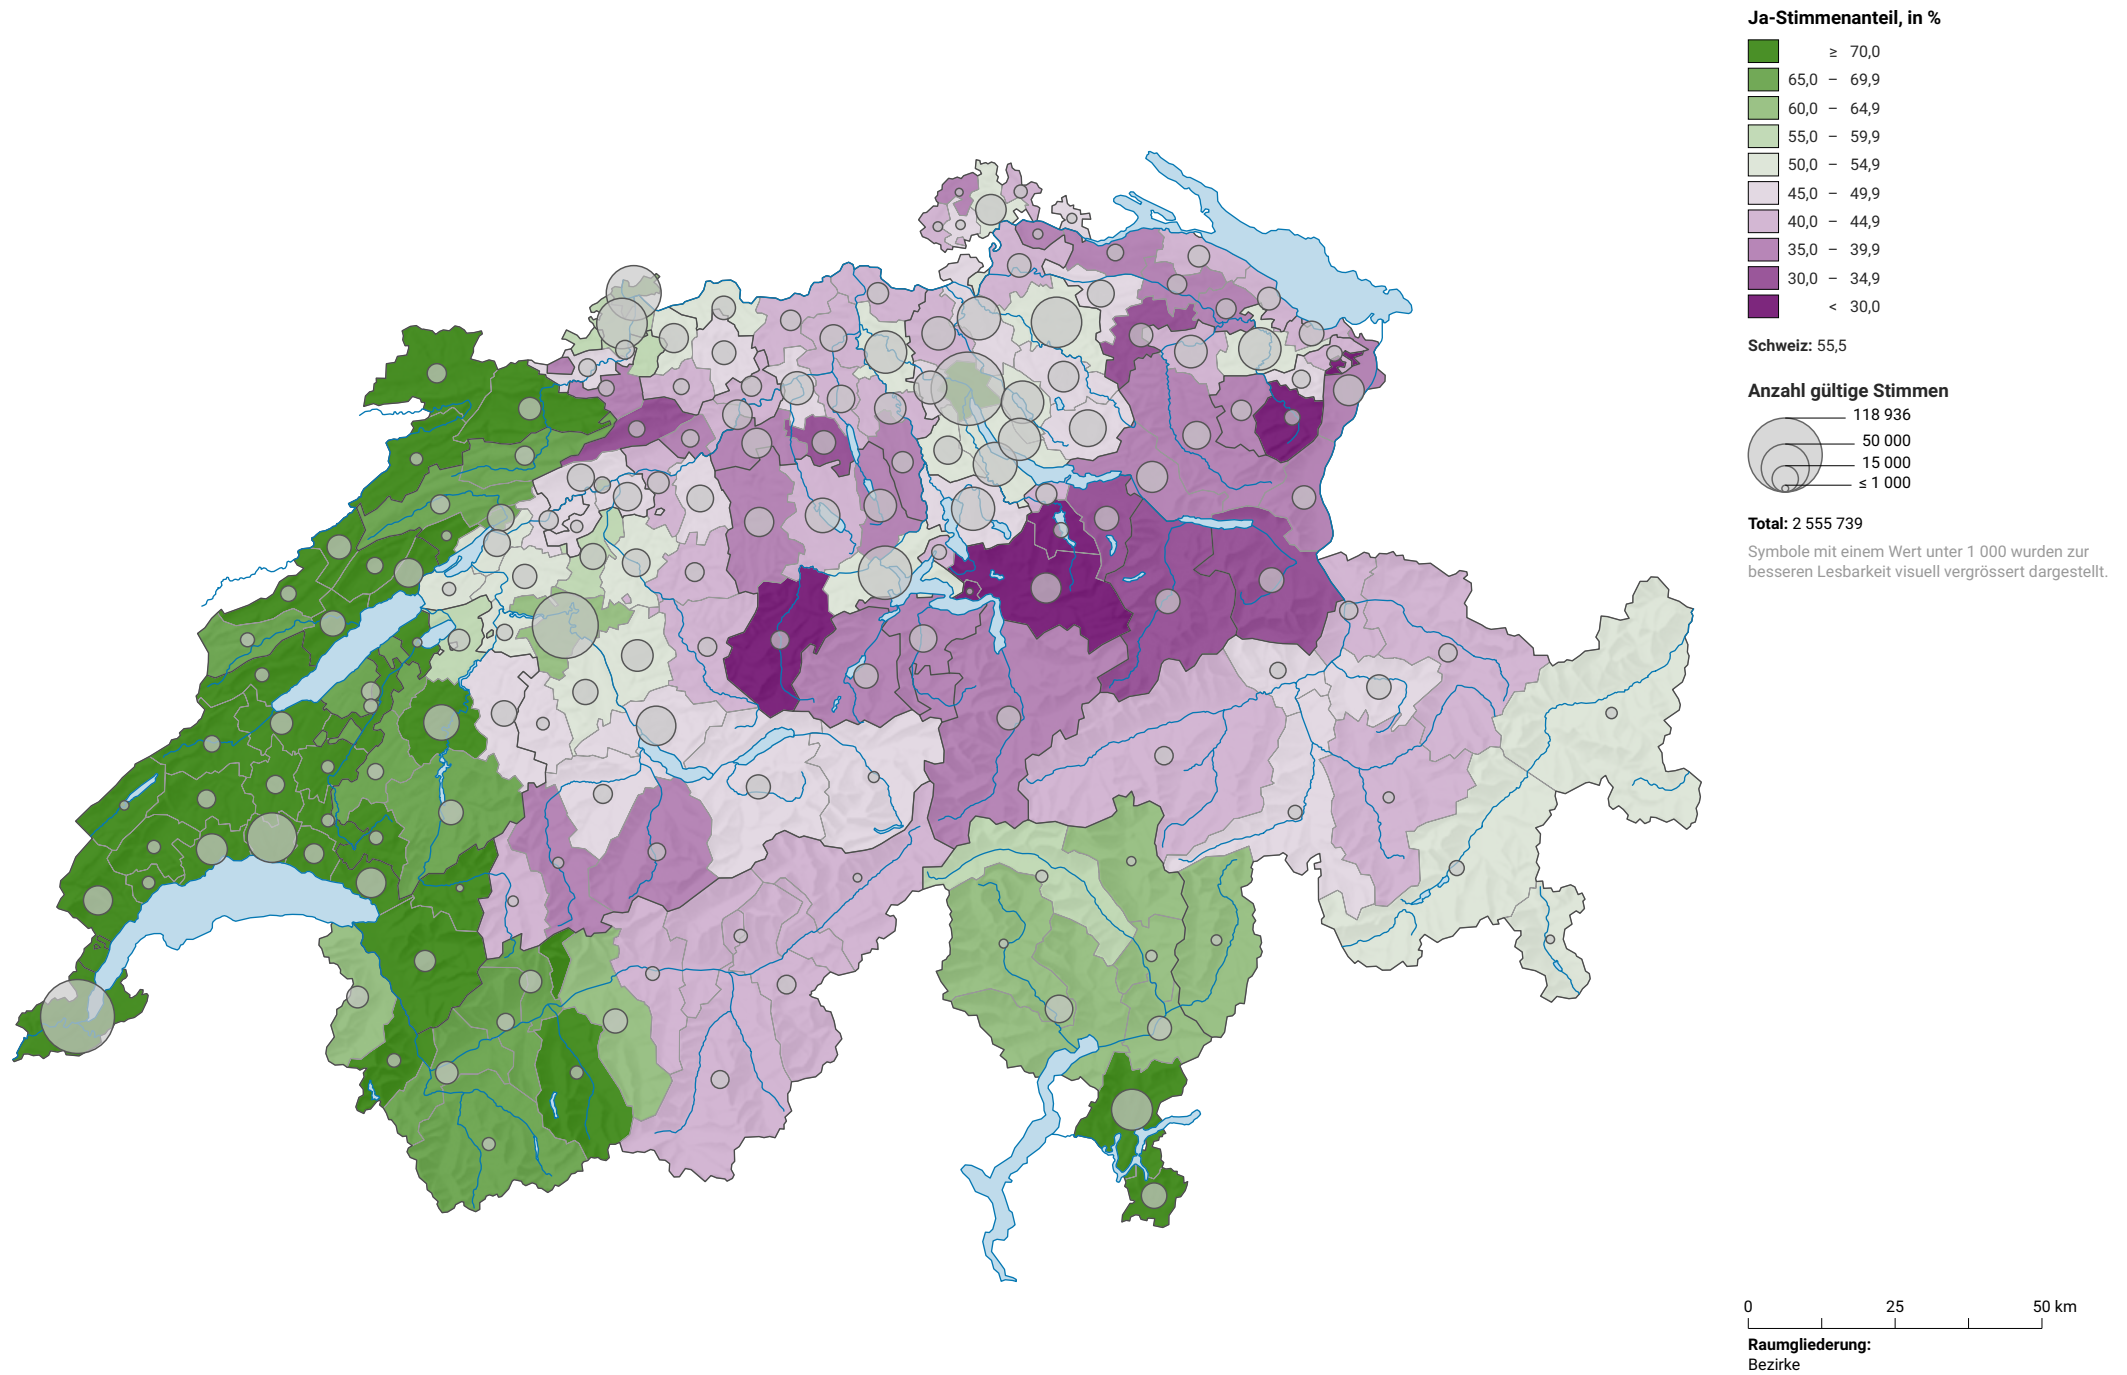 Ja-Stimmenanteil, in %
≥ 70,0
65,0 – 69,9
60,0 – 64,9
55,0 – 59,9
50,0 – 54,9
45,0 – 49,9
40,0 – 44,9
35,0 – 39,9
30,0 – 34,9
< 30,0
Schweiz: 55,5
Anzahl gültige Stimmen
118 936
50 000
15 000
≤ 1 000
Total: 2 555 739
Symbole mit einem Wert unter 1 000 wurden zur
besseren Lesbarkeit visuell vergrössert dargestellt.
0 25 50 km
Raumgliederung:
Bezirke